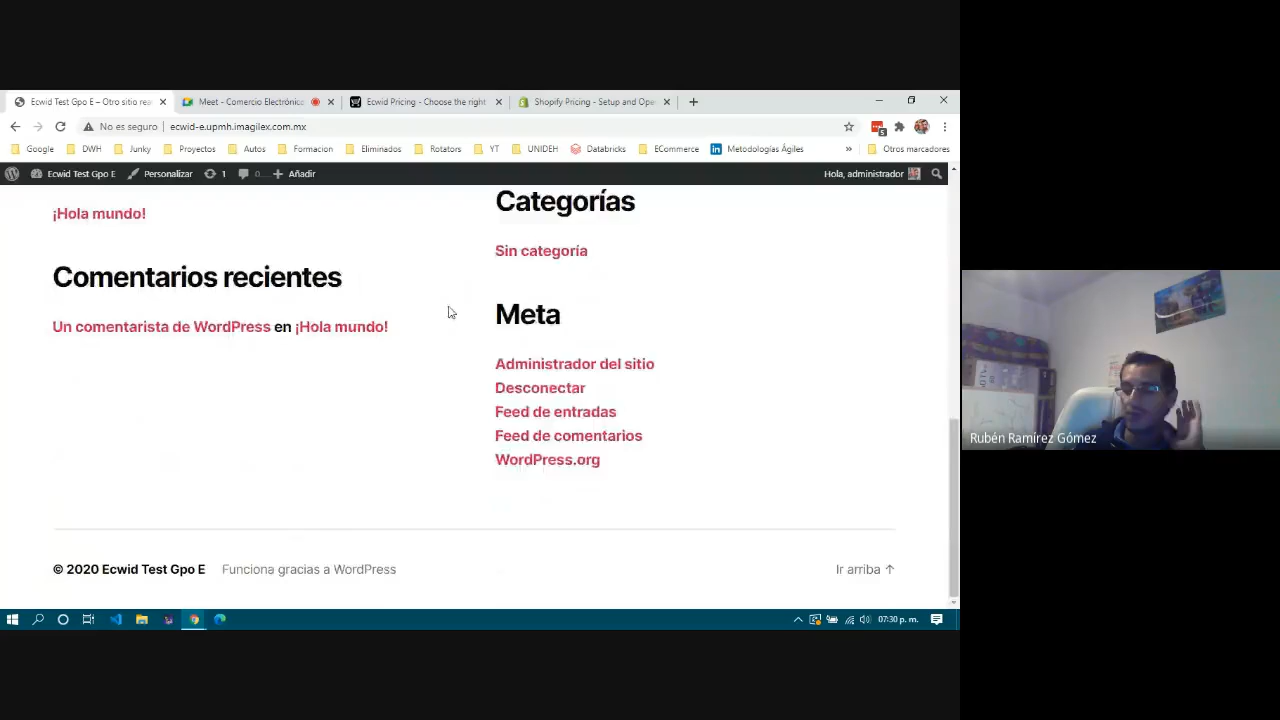 Ecwid Test Gpo E – Otro sitio rea
Meet - Comercio Electrónico
Ecwid Pricing - Choose the right
Shopify Pricing - Setup and Ope
No es seguro
ecwid-e.upmh.imagilex.com.mx
5
Google
DWH
Junky
Proyectos
Autos
Formacion
Eliminados
Rotators
YT
UNIDEH
Databricks
ECommerce
Metodologías Ágiles
»
Otros marcadores
Ecwid Test Gpo E
Personalizar
1
0
Añadir
Hola, administrador
¡Hola mundo!
Comentarios recientes
Un comentarista de WordPress en ¡Hola mundo!
Categorías
Sin categoría
Meta
Administrador del sitio
Desconectar
Feed de entradas
Feed de comentarios
WordPress.org
© 2020 Ecwid Test Gpo E
Funciona gracias a WordPress
Ir arriba ↑
07:30 p. m.
Rubén Ramírez Gómez